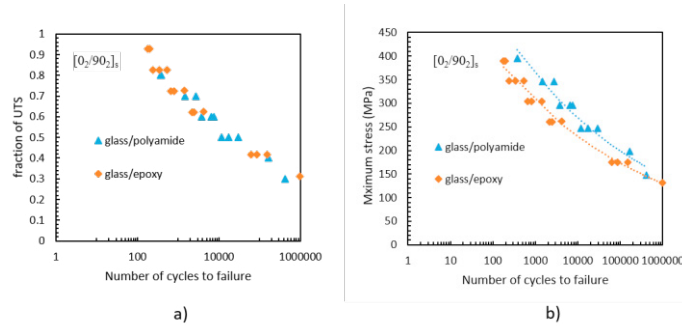 1
0.9
0.8
0.7
0.6
0.5
0.4
0.3
0.2
0.1
0
fraction of UTS
[0₂/90₂]ₛ
glass/polyamide
glass/epoxy
1 100 10000 1000000
Number of cycles to failure
a)
450
400
350
300
250
200
150
100
50
0
Mximum stress (MPa)
[0₂/90₂]ₛ
glass/polyamide
glass/epoxy
1 10 100 1000 10000 100000 1000000
Number of cycles to failure
b)